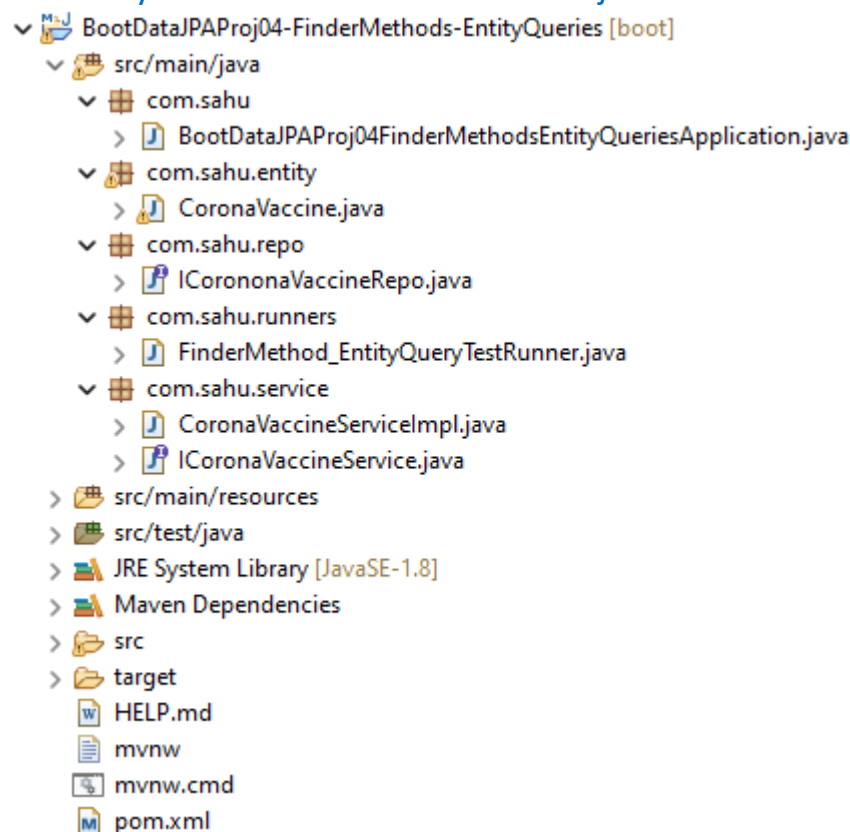 BootDataJPAProj04-FinderMethods-EntityQueries [boot]
src/main/java
com.sahu
BootDataJPAProj04FinderMethodsEntityQueriesApplication.java
com.sahu.entity
CoronaVaccine.java
com.sahu.repo
ICorononaVaccineRepo.java
com.sahu.runners
FinderMethod_EntityQueryTestRunner.java
com.sahu.service
CoronaVaccineServiceImpl.java
ICoronaVaccineService.java
src/main/resources
src/test/java
JRE System Library [JavaSE-1.8]
Maven Dependencies
src
target
HELP.md
mvnw
mvnw.cmd
pom.xml